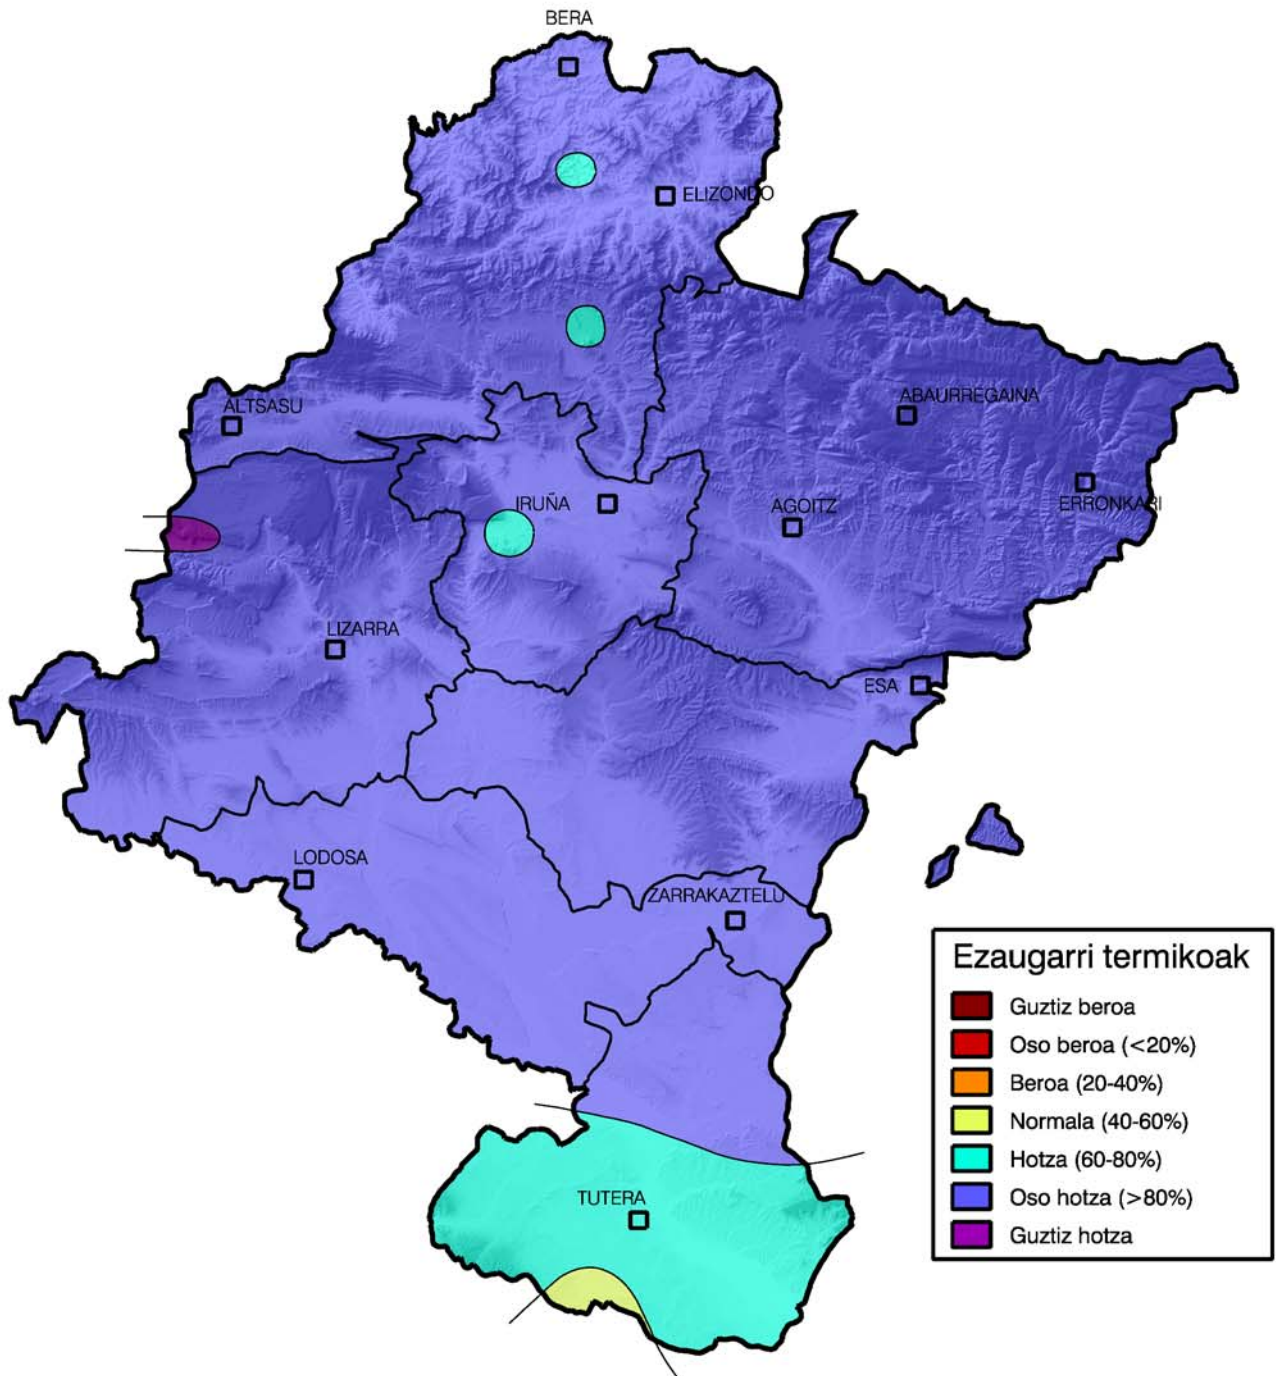 BERA
ELIZONDO
ALTSASU
ABAURREGAINA
IRUÑA
AGOITZ
ERRONKARI
LIZARRA
ESA
LODOSA
ZARRAKAZTELU
TUTERA
Ezaugarri termikoak
Guztiz beroa
Oso beroa (<20%)
Beroa (20-40%)
Normala (40-60%)
Hotza (60-80%)
Oso hotza (>80%)
Guztiz hotza